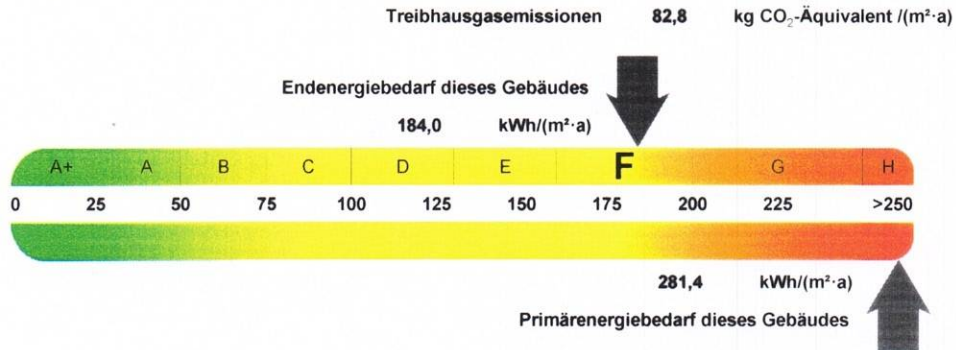 Treibhausgasemissionen 82,8 kg CO₂-Äquivalent /(m²·a)
Endenergiebedarf dieses Gebäudes
184,0 kWh/(m²·a)
A+ A B C D E F G H
0 25 50 75 100 125 150 175 200 225 >250
281,4 kWh/(m²·a)
Primärenergiebedarf dieses Gebäudes